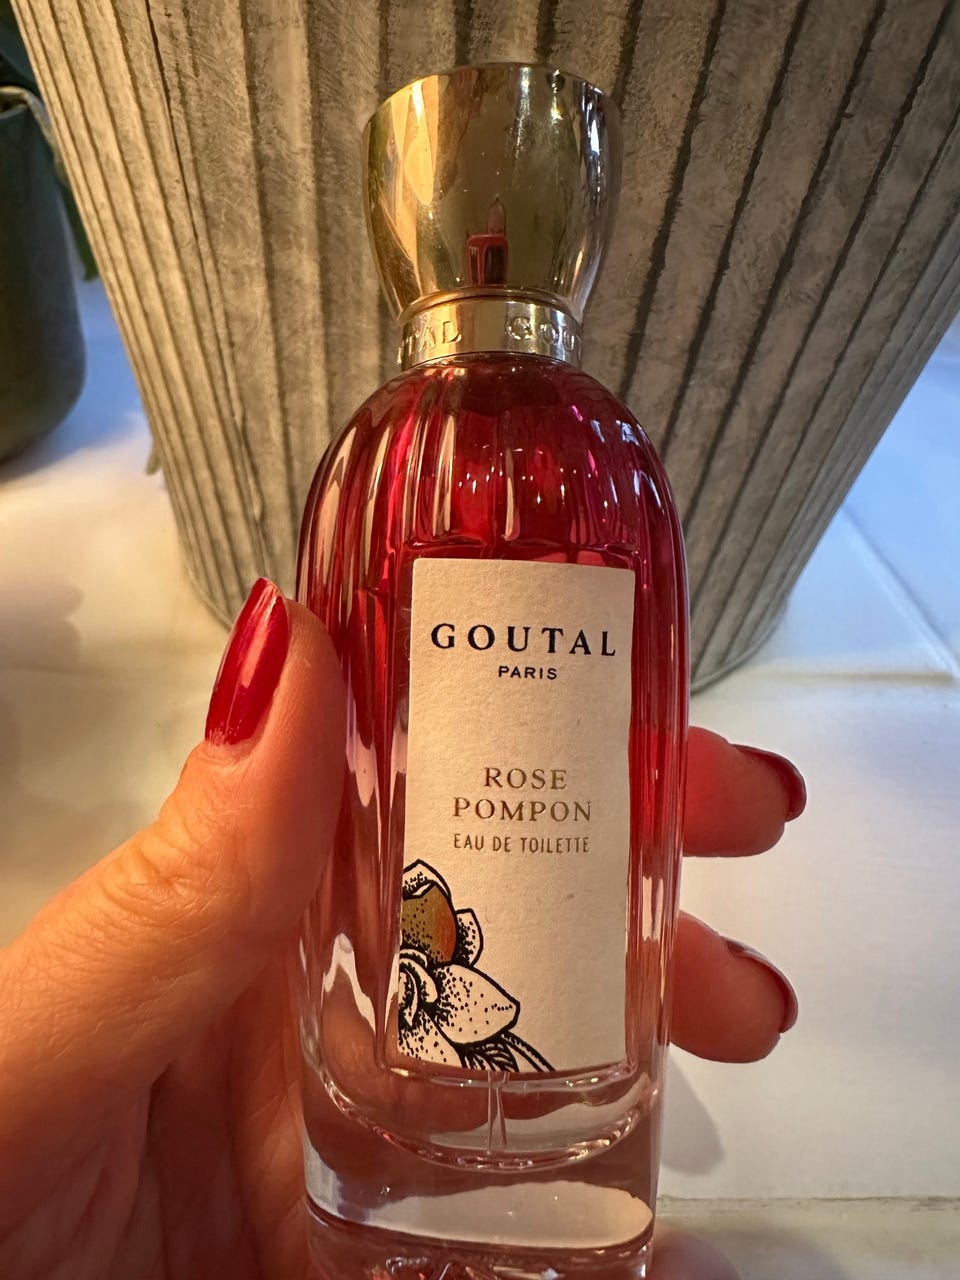 GOUTAL
PARIS
ROSE
POMPON
EAU DE TOILETTE